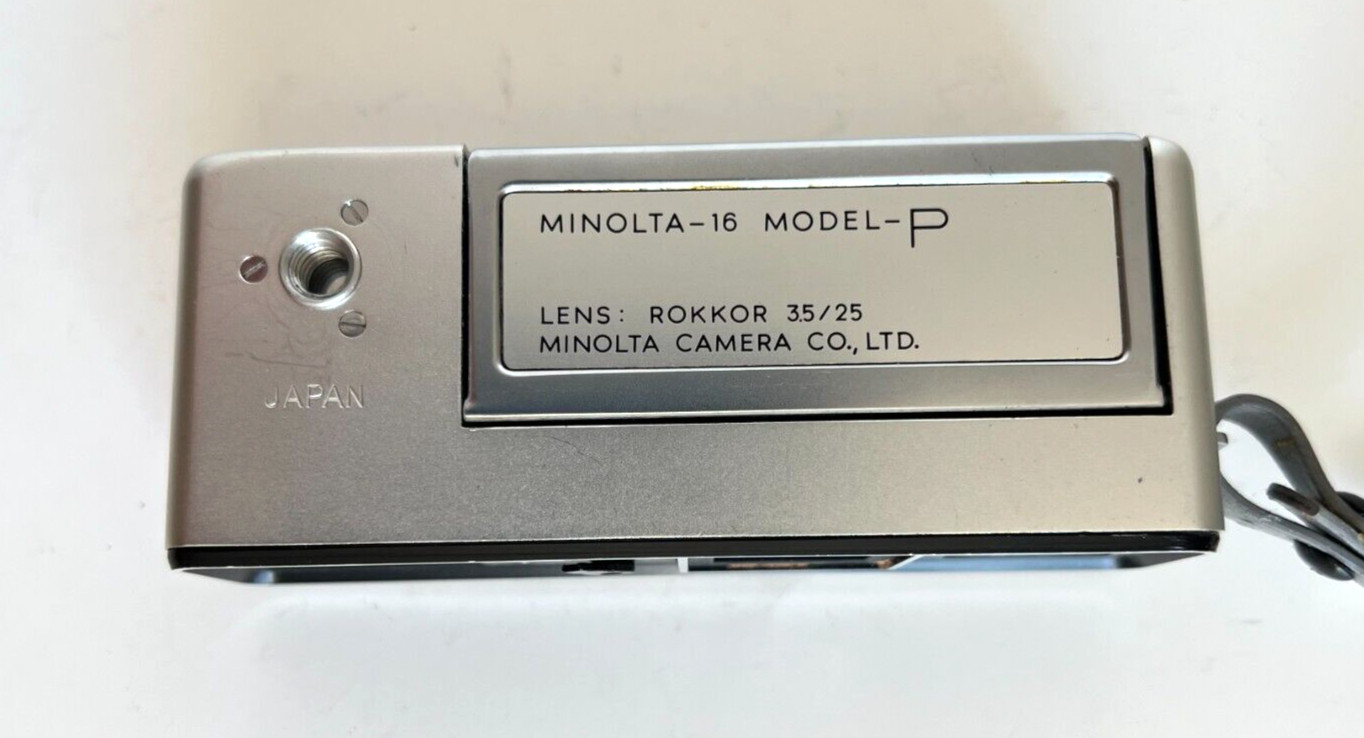 MINOLTA-16 MODEL-P
LENS: ROKKOR 3.5/25
MINOLTA CAMERA CO., LTD.
JAPAN